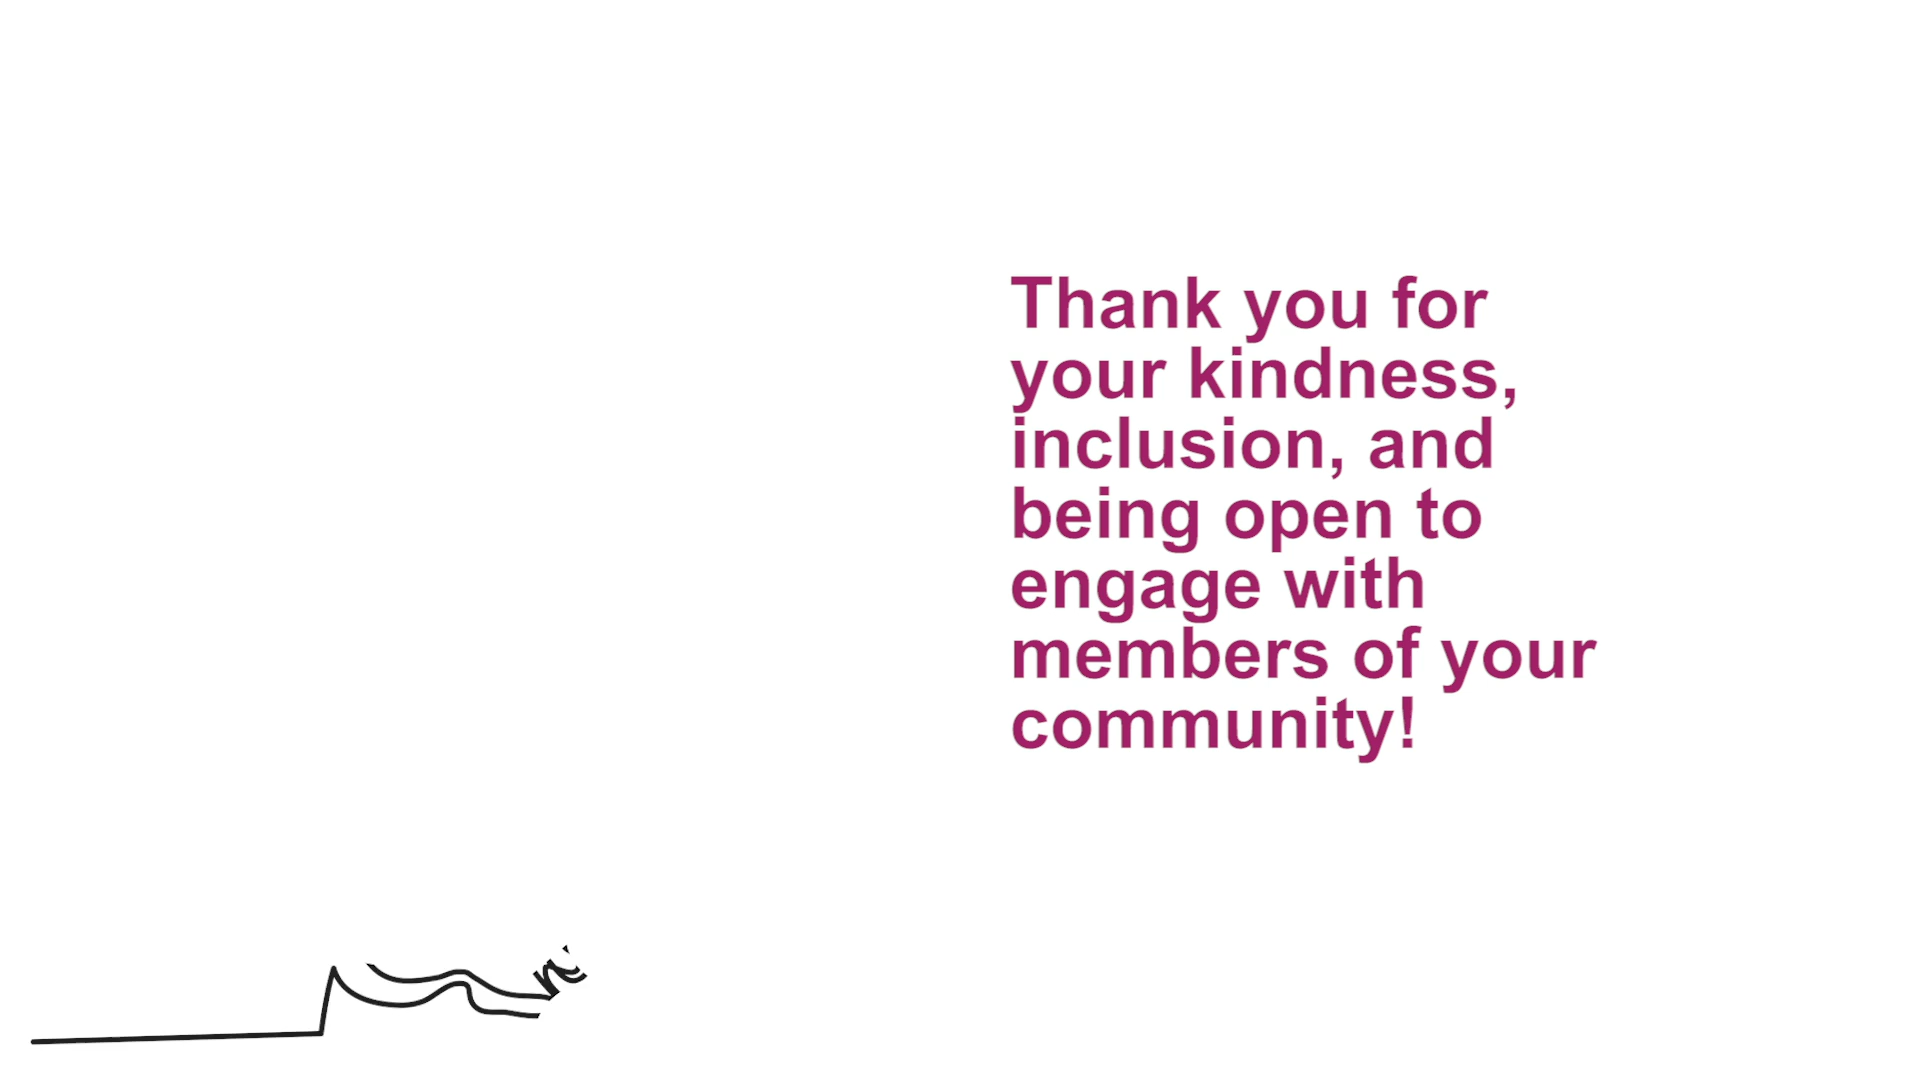 Thank you for
your kindness,
inclusion, and
being open to
engage with
members of your
community!